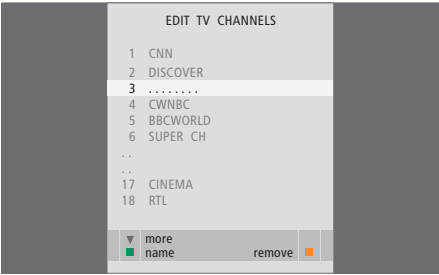 EDIT TV CHANNELS
1 CNN
2 DISCOVER
3 ........
4 CWNBC
5 BBCWORLD
6 SUPER CH
..
..
17 CINEMA
18 RTL
more
name remove